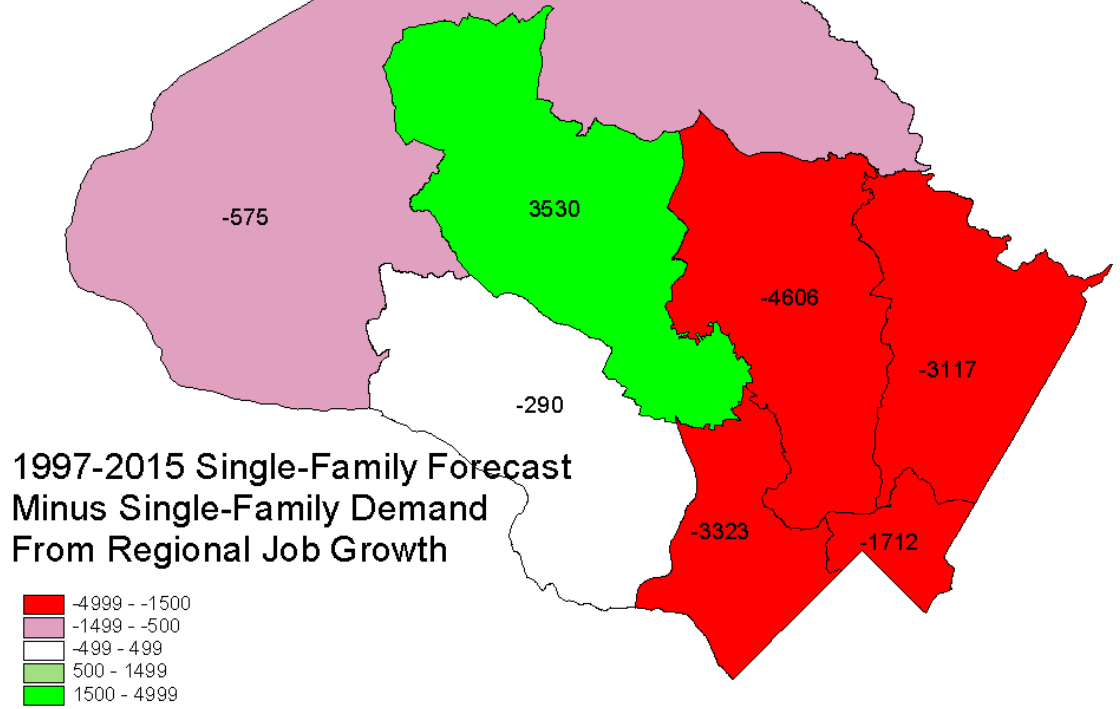 -575
3530
-4606
-3117
-290
1997-2015 Single-Family Forecast
Minus Single-Family Demand
From Regional Job Growth
-3323
-1712
-4999 - -1500
-1499 - -500
-499 - 499
500 - 1499
1500 - 4999